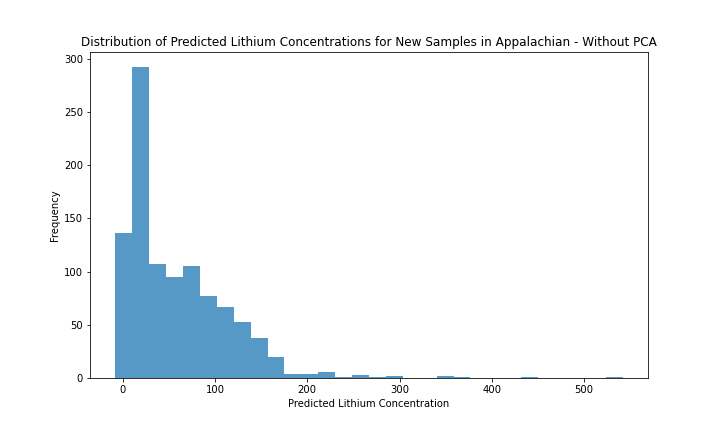 Distribution of Predicted Lithium Concentrations for New Samples in Appalachian - Without PCA
300
250
200
150
100
50
0
Frequency
0 100 200 300 400 500
Predicted Lithium Concentration